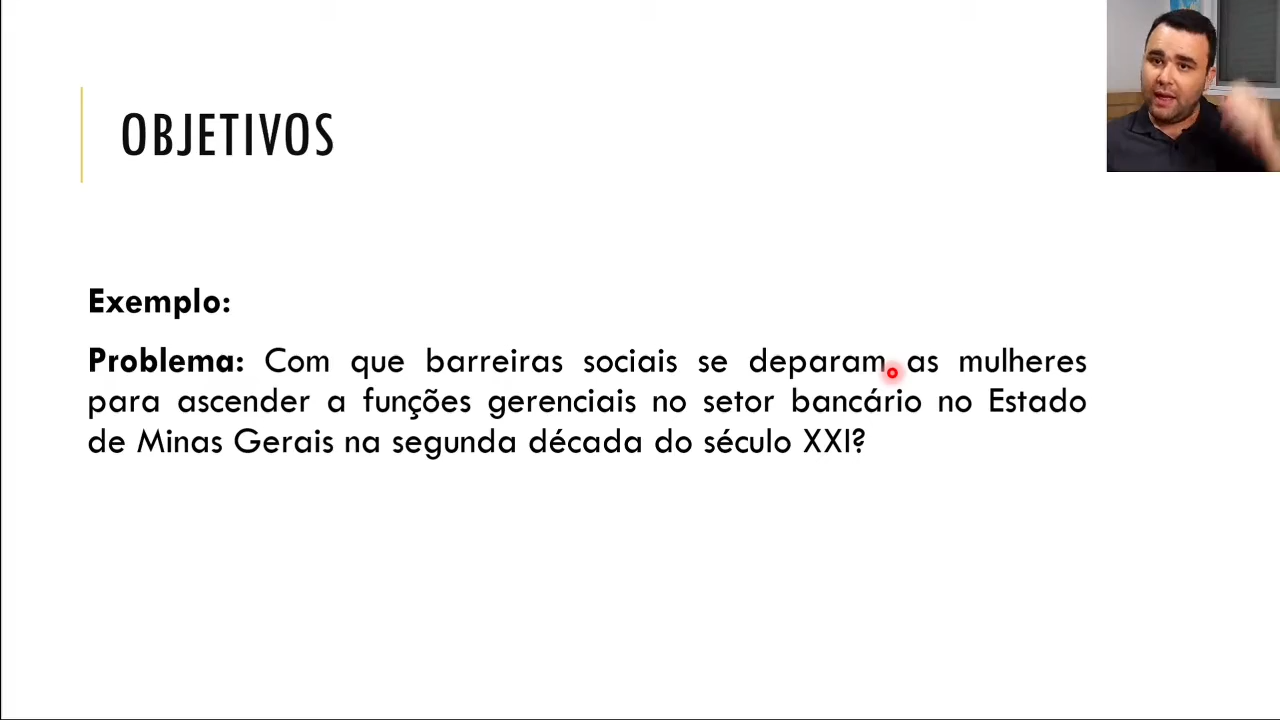 OBJETIVOS
Exemplo:
Problema: Com que barreiras sociais se deparam as mulheres
para ascender a funções gerenciais no setor bancário no Estado
de Minas Gerais na segunda década do século XXI?